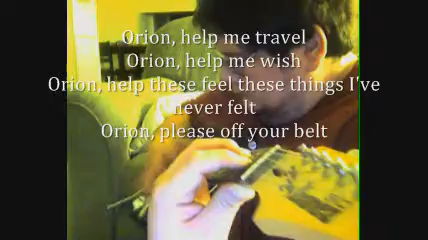 Orion, help me travel
Orion, help me wish
Orion, help these feel these things I've
never felt
Orion, please off your belt